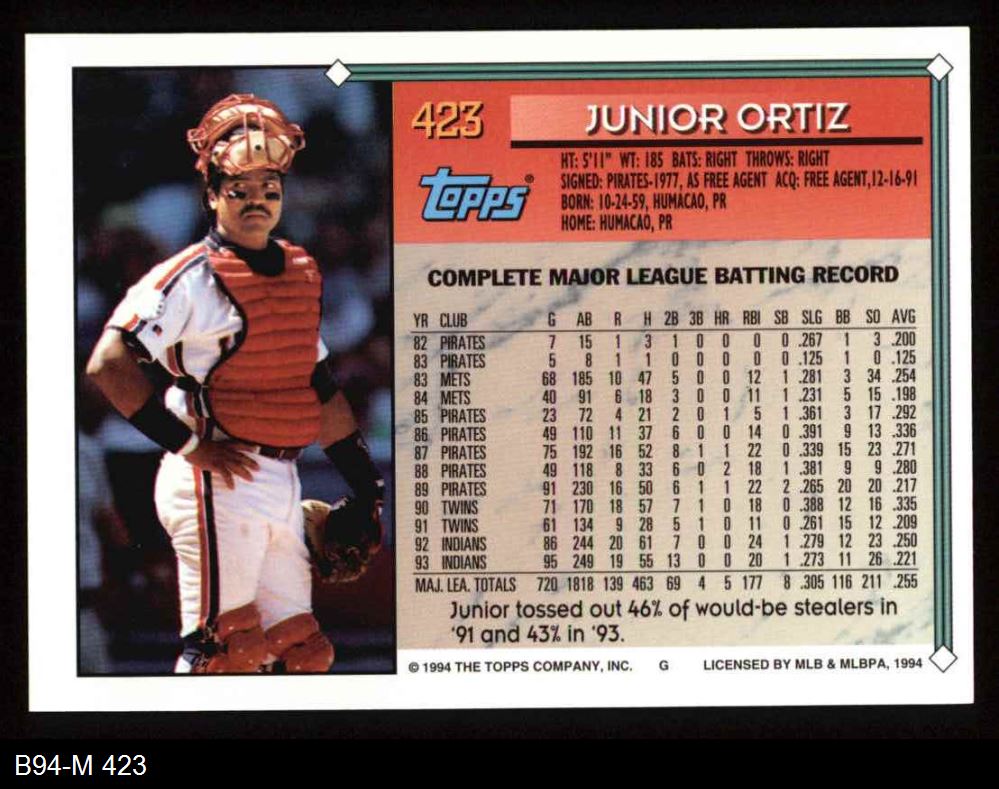 423
JUNIOR ORTIZ
topps®
HT: 5'11" WT: 185 BATS: RIGHT THROWS: RIGHT
SIGNED: PIRATES-1977, AS FREE AGENT ACQ: FREE AGENT,12-16-91
BORN: 10-24-59, HUMACAO, PR
HOME: HUMACAO, PR
COMPLETE MAJOR LEAGUE BATTING RECORD
YR CLUB G AB R H 2B 3B HR RBI SB SLG BB SO AVG
82 PIRATES 7 15 1 3 1 0 0 0 0 .267 1 3 .200
83 PIRATES 5 8 1 1 0 0 0 0 0 .125 1 0 .125
83 METS 68 185 10 47 5 0 0 12 1 .281 3 34 .254
84 METS 40 91 6 18 3 0 0 11 1 .231 5 15 .198
85 PIRATES 23 72 4 21 2 0 1 5 1 .361 3 17 .292
86 PIRATES 49 110 11 37 6 0 0 14 0 .391 9 13 .336
87 PIRATES 75 192 16 52 8 1 1 22 0 .339 15 23 .271
88 PIRATES 49 118 8 33 6 0 2 18 1 .381 9 9 .280
89 PIRATES 91 230 16 50 6 1 1 22 2 .265 20 20 .217
90 TWINS 71 170 18 57 7 1 0 18 0 .388 12 16 .335
91 TWINS 61 134 9 28 5 1 0 11 0 .261 15 12 .209
92 INDIANS 86 244 20 61 7 0 0 24 1 .279 12 23 .250
93 INDIANS 95 249 19 55 13 0 0 20 1 .273 11 26 .221
MAJ. LEA. TOTALS 720 1818 139 463 69 4 5 177 8 .305 116 211 .255
Junior tossed out 46% of would-be stealers in
'91 and 43% in '93.
© 1994 THE TOPPS COMPANY, INC. G LICENSED BY MLB & MLBPA, 1994
B94-M 423